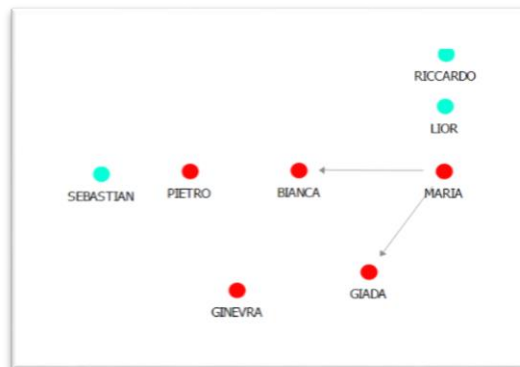 RICCARDO
LIOR
SEBASTIAN
PIETRO
BIANCA
MARIA
GIADA
GINEVRA